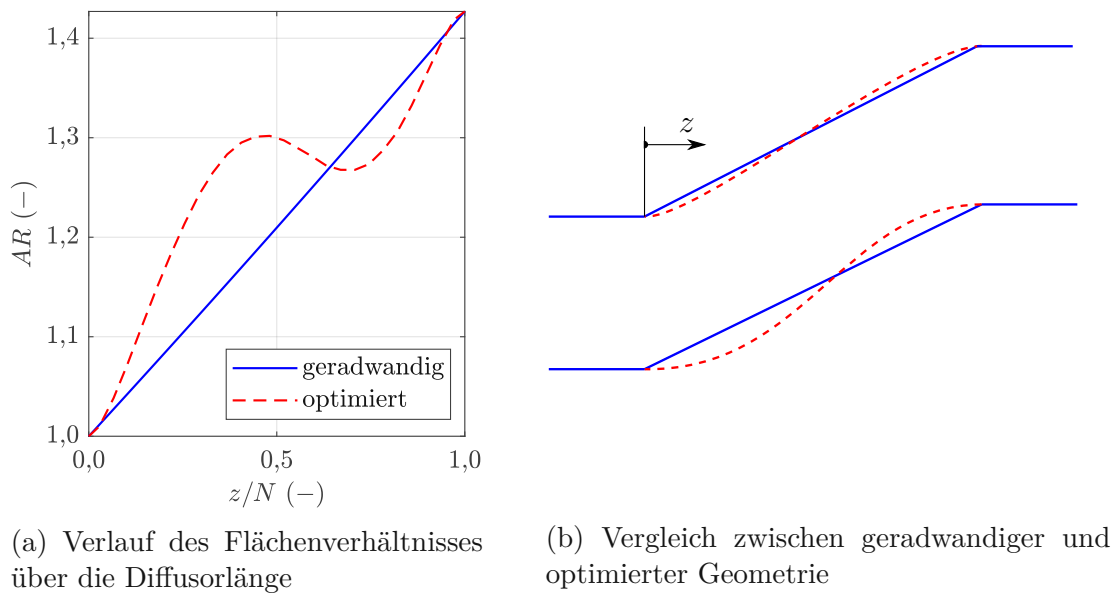 1,4
1,3
1,2
1,1
1,0
AR (−)
geradwandig
optimiert
0,0
0,5
1,0
z/N (−)
(a) Verlauf des Flächenverhältnisses
über die Diffusorlänge
z
(b) Vergleich zwischen geradwandiger und
optimierter Geometrie